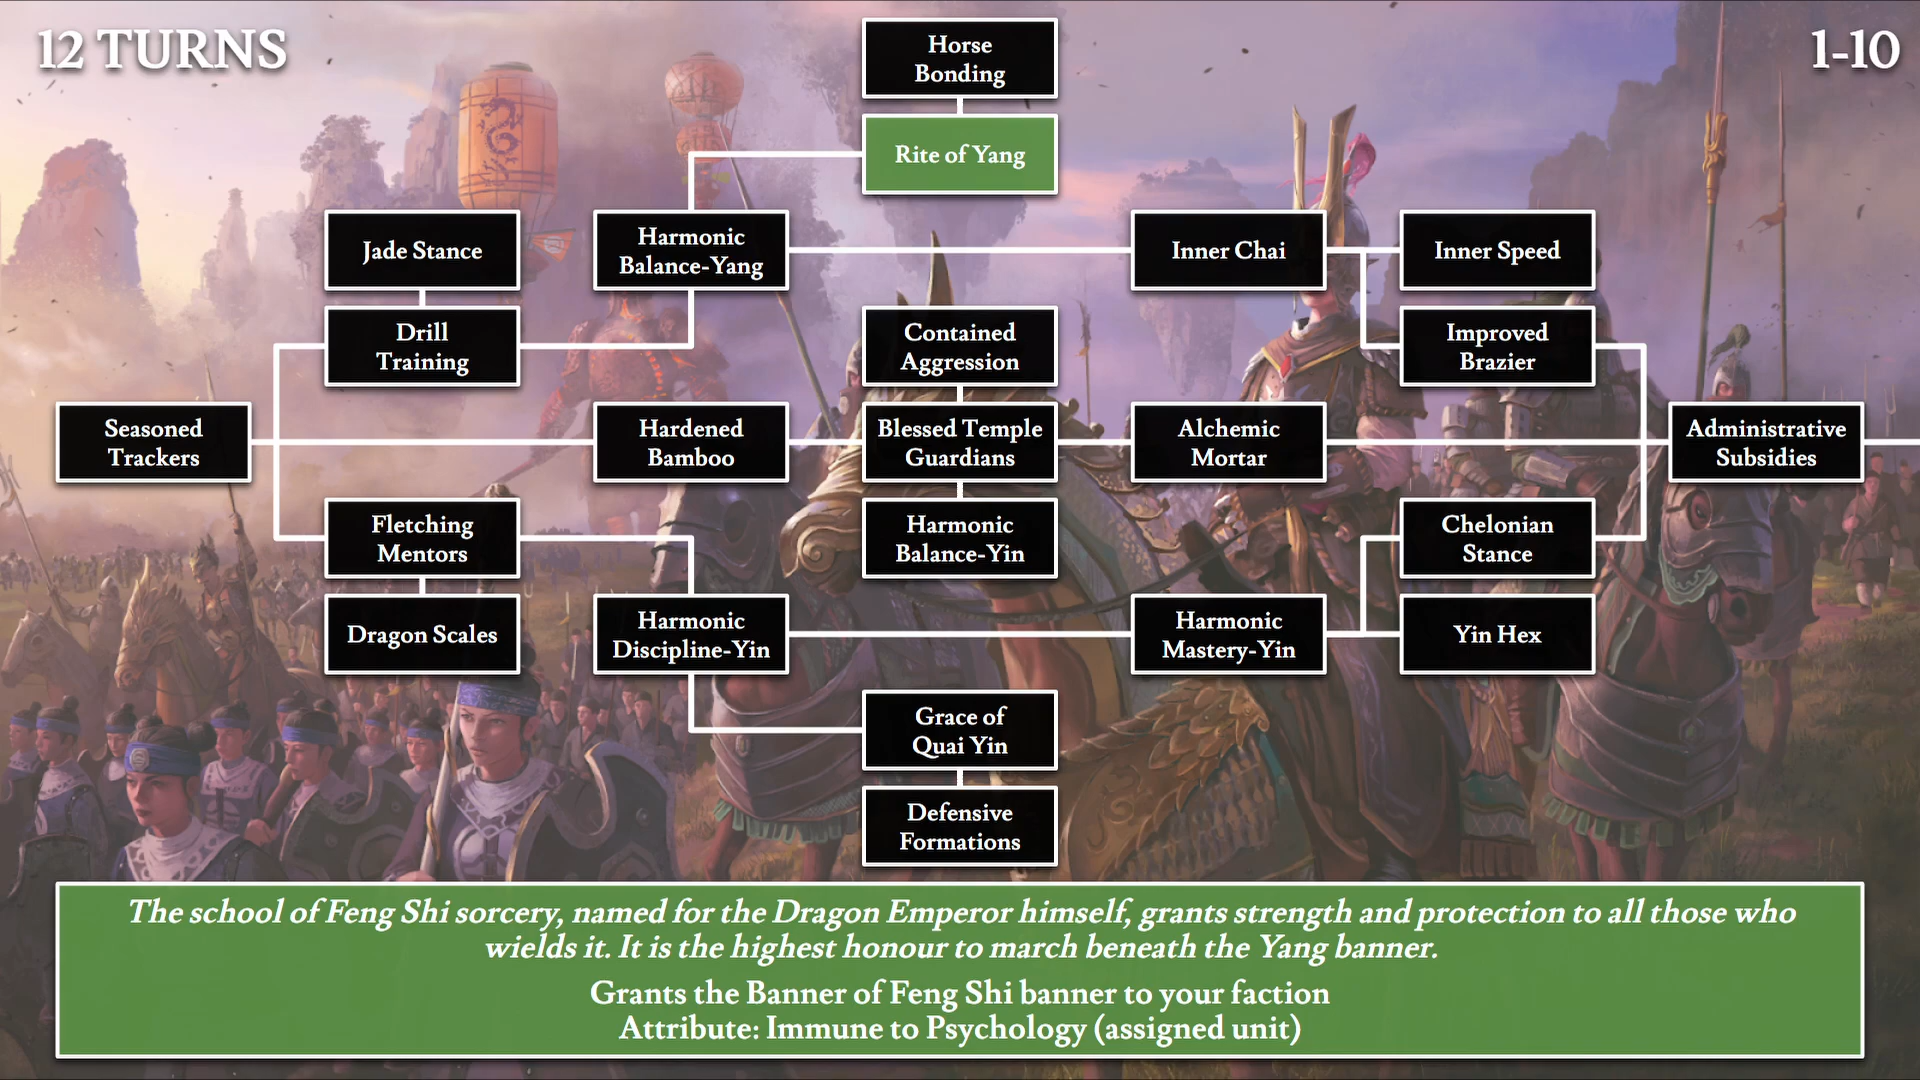 12 TURNS
1-10
Horse
Bonding
Rite of Yang
Jade Stance
Harmonic
Balance-Yang
Inner Chai
Inner Speed
Drill
Training
Contained
Aggression
Improved
Brazier
Seasoned
Trackers
Hardened
Bamboo
Blessed Temple
Guardians
Alchemic
Mortar
Administrative
Subsidies
Fletching
Mentors
Harmonic
Balance-Yin
Chelonian
Stance
Dragon Scales
Harmonic
Discipline-Yin
Harmonic
Mastery-Yin
Yin Hex
Grace of
Quai Yin
Defensive
Formations
The school of Feng Shi sorcery, named for the Dragon Emperor himself, grants strength and protection to all those who
wields it. It is the highest honour to march beneath the Yang banner.
Grants the Banner of Feng Shi banner to your faction
Attribute: Immune to Psychology (assigned unit)